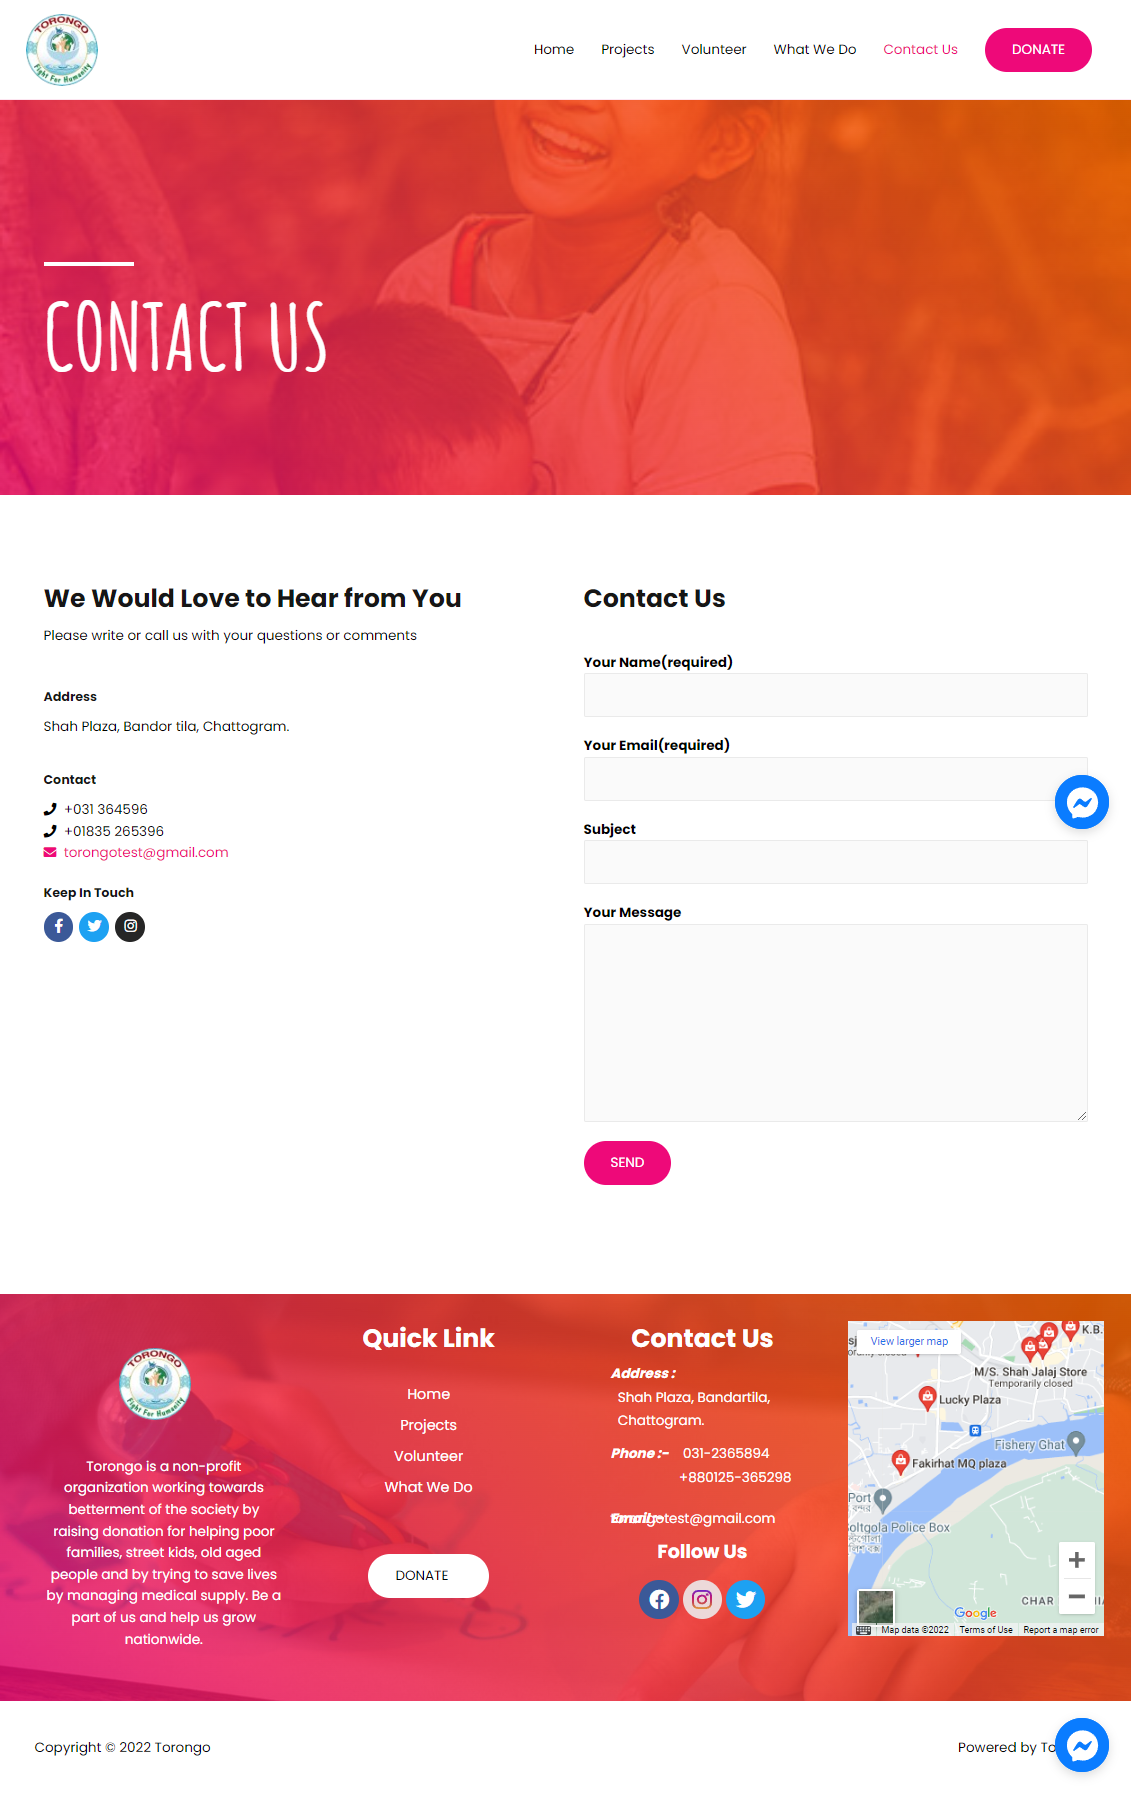 TORONGO
Fight For Humanity
Home
Projects
Volunteer
What We Do
Contact Us
DONATE
CONTACT US
We Would Love to Hear from You
Please write or call us with your questions or comments
Address
Shah Plaza, Bandor tila, Chattogram.
Contact
+031 364596
+01835 265396
torongotest@gmail.com
Keep In Touch
Contact Us
Your Name(required)
Your Email(required)
Subject
Your Message
SEND
TORONGO
Fight For Humanity
Torongo is a non-profit
organization working towards
betterment of the society by
raising donation for helping poor
families, street kids, old aged
people and by trying to save lives
by managing medical supply. Be a
part of us and help us grow
nationwide.
Quick Link
Home
Projects
Volunteer
What We Do
DONATE
Contact Us
Address :
Shah Plaza, Bandartila,
Chattogram.
Phone :- 031-2365894
+880125-365298
Email :- torongotest@gmail.com
Follow Us
View larger map
K.B.
M/S. Shah Jalaj Store
Temporarily closed
Lucky Plaza
Fishery Ghat
Fakirhat MQ plaza
Port
Soltgola Police Box
CHAR
Google
Map data ©2022
Terms of Use
Report a map error
Copyright © 2022 Torongo
Powered by To